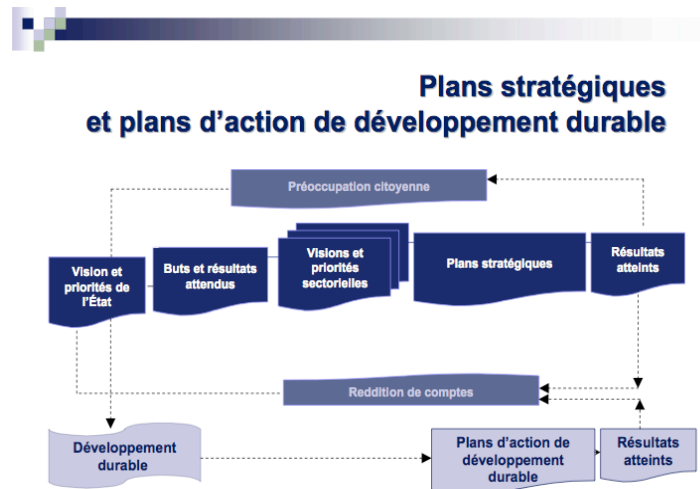 Plans stratégiques
et plans d'action de développement durable
Préoccupation citoyenne
Vision et
priorités de
l'État
Buts et résultats
attendus
Visions et
priorités
sectorielles
Plans stratégiques
Résultats
atteints
Reddition de comptes
Développement
durable
Plans d'action de
développement
durable
Résultats
atteints